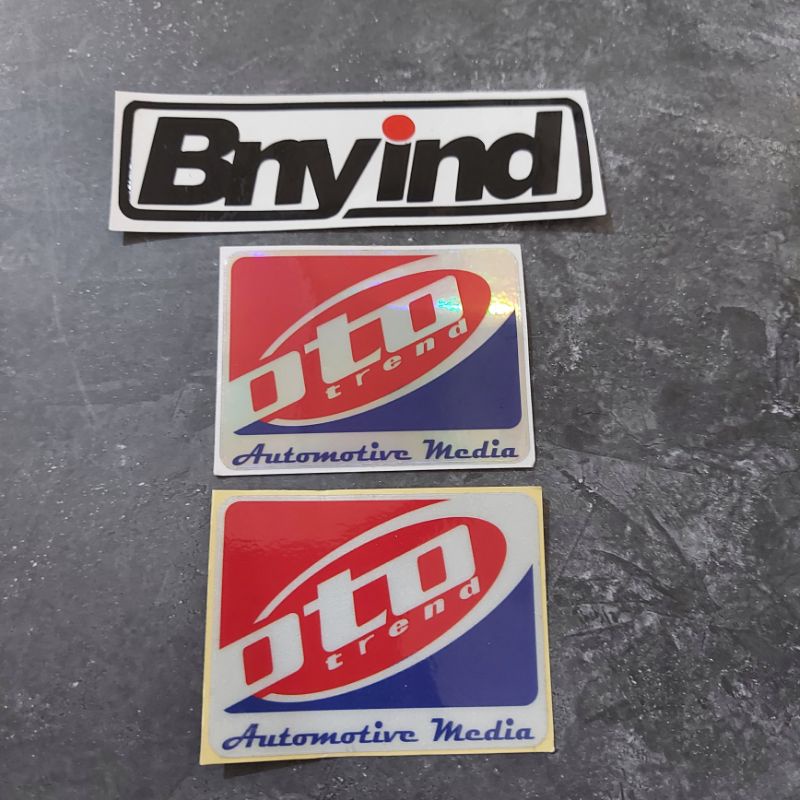 Bnyind
oto
trend
Automotive Media
oto
trend
Automotive Media